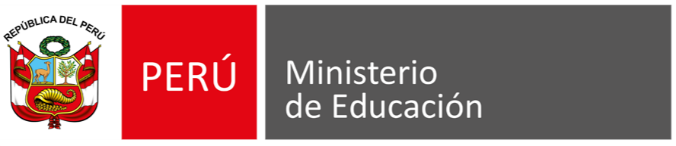 REPÚBLICA DEL PERÚ
PERÚ
Ministerio
de Educación